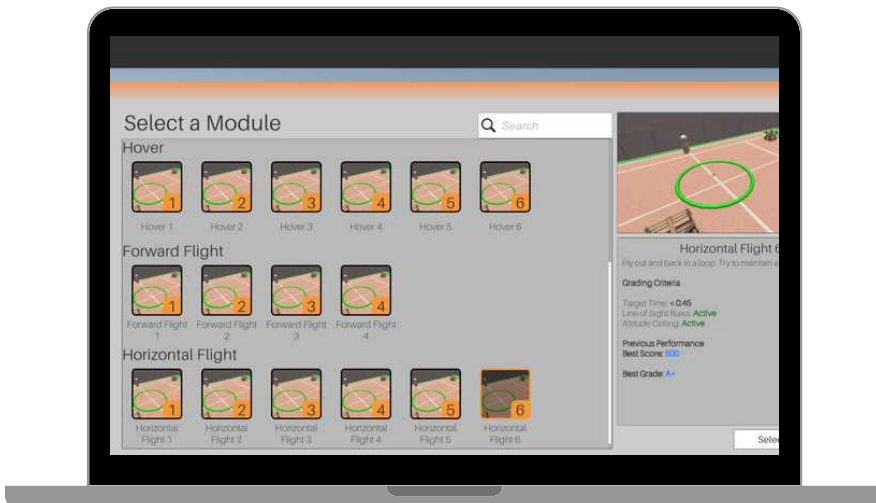 Select a Module
Search
Hover
1 2 3 4 5 6
Hover 1 Hover 2 Hover 3 Hover 4 Hover 5 Hover 6
Forward Flight
1 2 3 4
Forward Flight 1 Forward Flight 2 Forward Flight 3 Forward Flight 4
Horizontal Flight
1 2 3 4 5 6
Horizontal Flight 1 Horizontal Flight 2 Horizontal Flight 3 Horizontal Flight 4 Horizontal Flight 5 Horizontal Flight 6
Horizontal Flight 6
Fly out and back in a loop. Try to maintain
Grading Criteria
Target Time: < 0:45
Line of Sight Rules: Active
Altitude Ceiling: Active
Previous Performance
Best Score: 500
Best Grade: A+
Selec